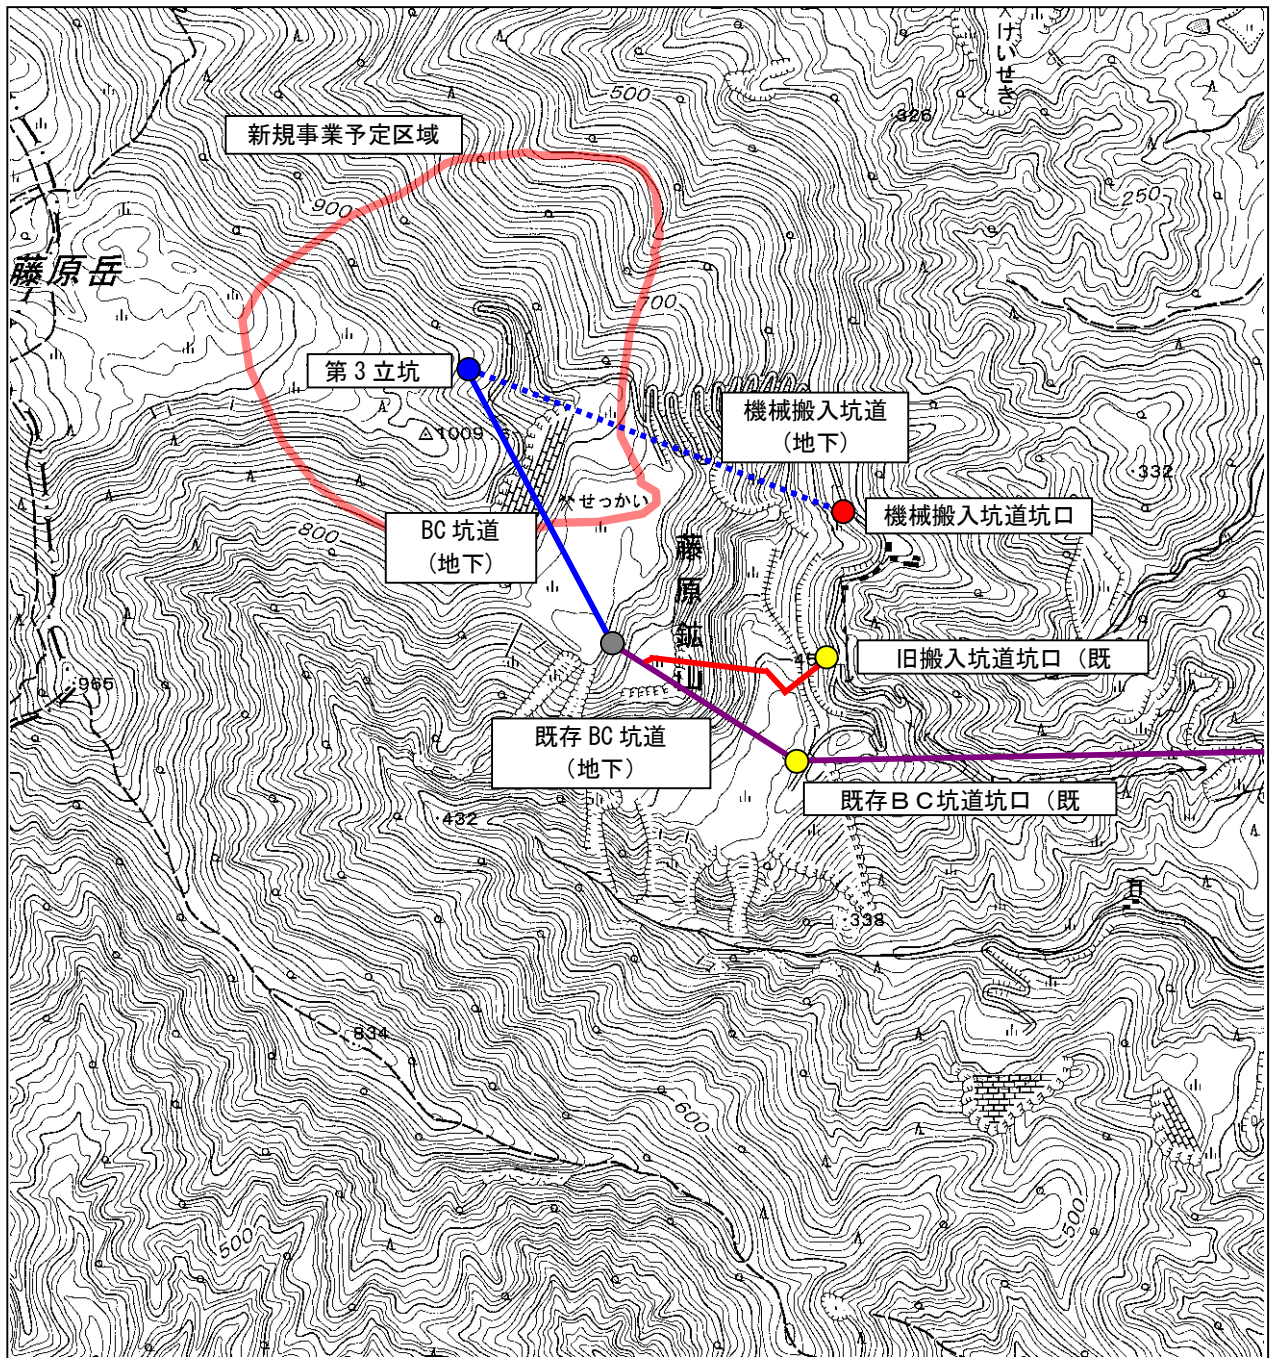 けいせき
500
・326
新規事業予定区域
900
250
藤原岳
700
第3立坑
機械搬入坑道
(地下)
△1009
・332
せっかい
機械搬入坑道坑口
800
BC 坑道
(地下)
藤原鉱山
旧搬入坑道坑口 (既
・965
既存 BC 坑道
(地下)
既存BC坑道坑口 (既
・432
・338
・834
600
500
500